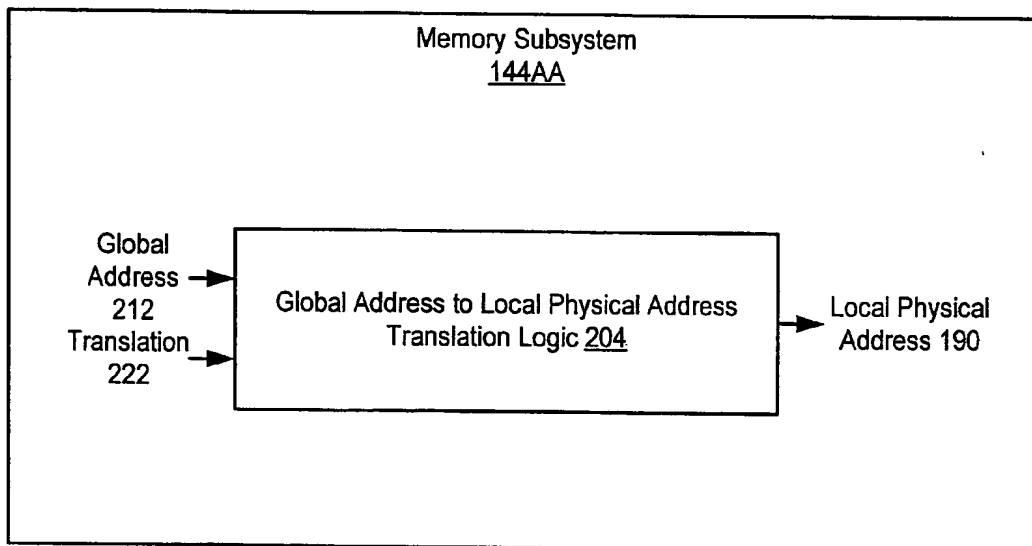 Memory Subsystem
144AA
Global
Address
212
Translation
222
Global Address to Local Physical Address
Translation Logic 204
Local Physical
Address 190